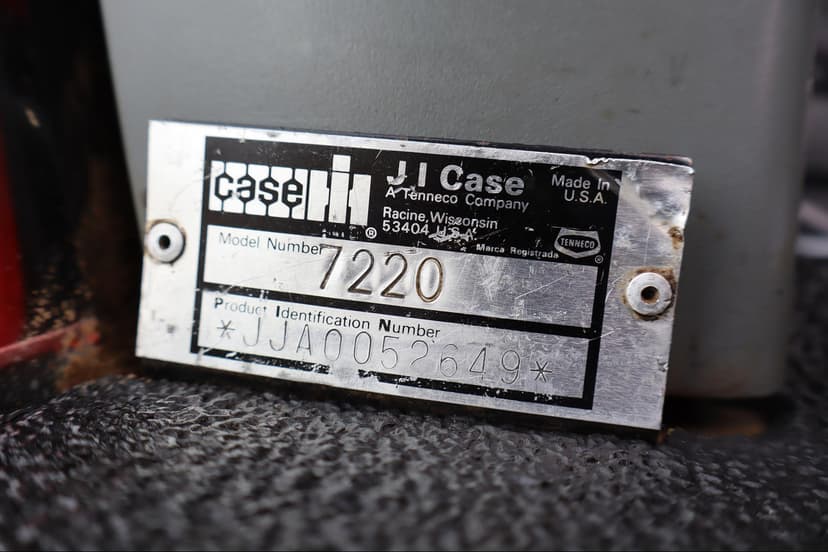 case IH
J I Case
A Tenneco Company
Racine, Wisconsin
53404 U.S.A.
Made In
U.S.A.
Marca Registrada
TENNECO
®
®
Model Number
7220
Product Identification Number
*JJA0052649*